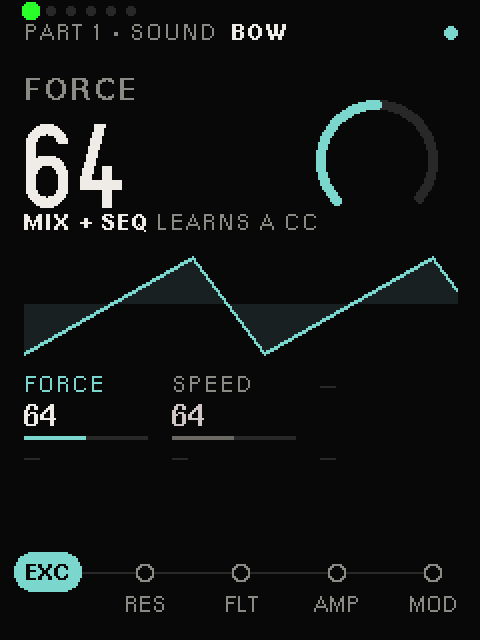 PART 1 · SOUND BOW
FORCE
64
MIX + SEQ LEARNS A CC
FORCE SPEED —
64 64
— — —
EXC
RES FLT AMP MOD